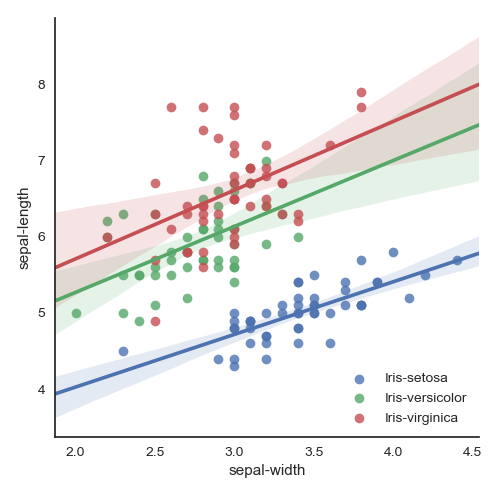 8
7
6
5
4
sepal-length
2.0 2.5 3.0 3.5 4.0 4.5
sepal-width
Iris-setosa
Iris-versicolor
Iris-virginica